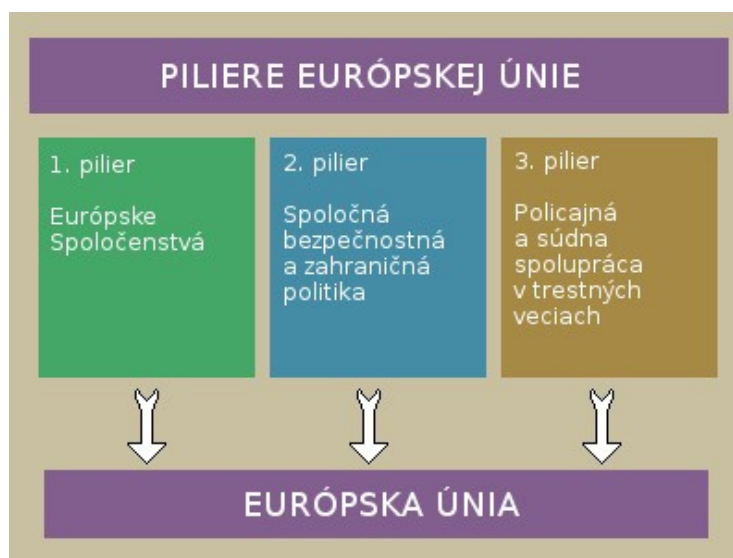 PILIERE EURÓPSKEJ ÚNIE
1. pilier
Európske
Spoločenstvá
2. pilier
Spoločná
bezpečnostná
a zahraničná
politika
3. pilier
Policajná
a súdna
spolupráca
v trestných
veciach
EURÓPSKA ÚNIA